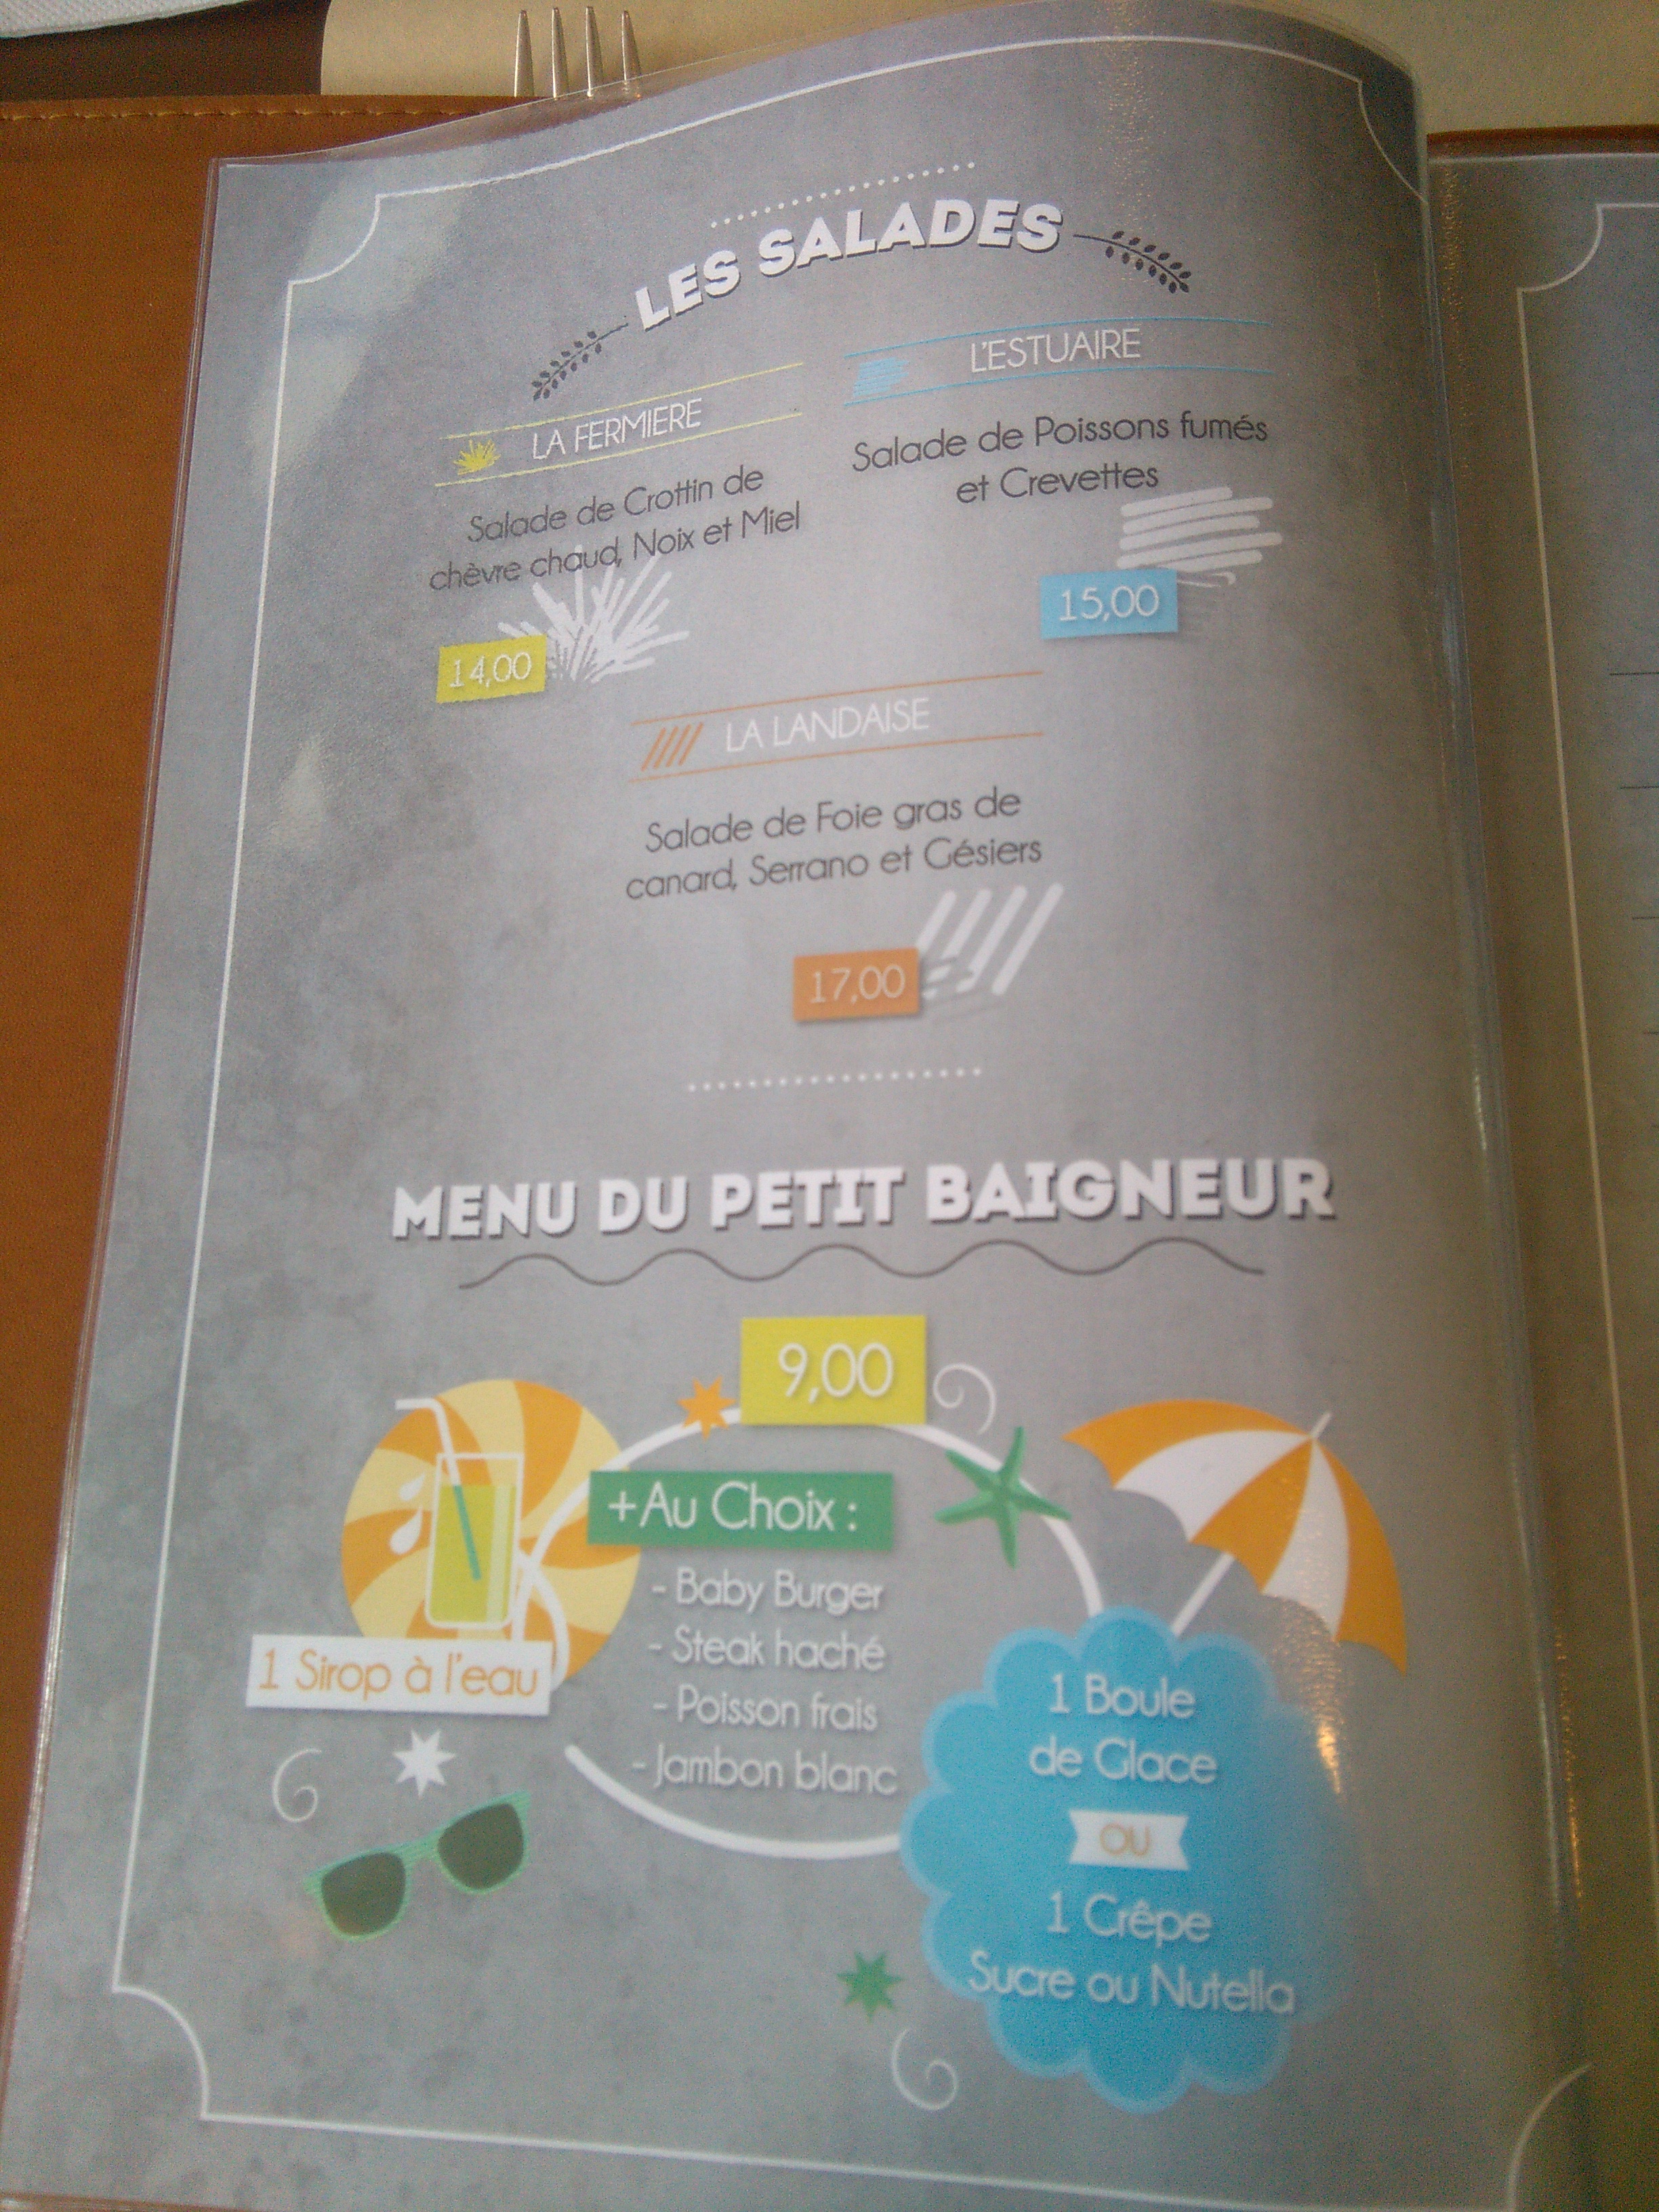 LES SALADES
LA FERMIERE
Salade de Crottin de
chèvre chaud, Noix et Miel
14,00
L'ESTUAIRE
Salade de Poissons fumés
et Crevettes
15,00
LA LANDAISE
Salade de Foie gras de
canard, Serrano et Gésiers
17,00
MENU DU PETIT BAIGNEUR
9,00
1 Sirop à l'eau
+Au Choix :
- Baby Burger
- Steak haché
- Poisson frais
- Jambon blanc
1 Boule
de Glace
OU
1 Crêpe
Sucre ou Nutella